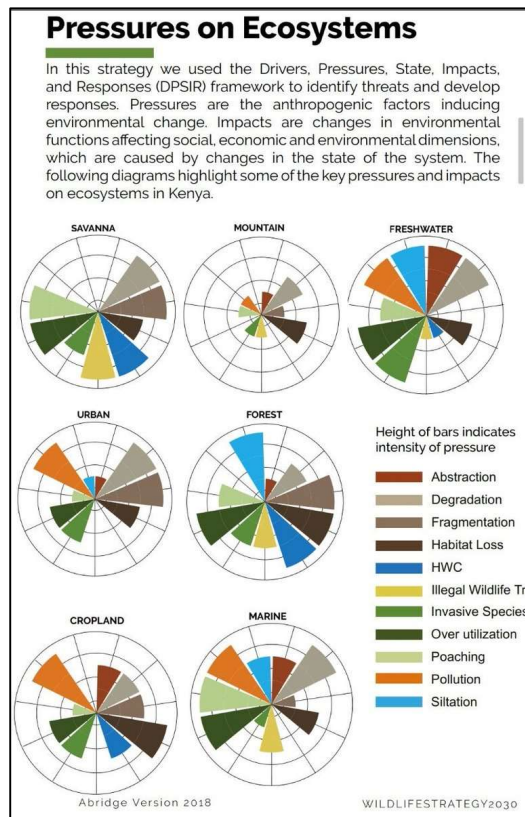 Pressures on Ecosystems
In this strategy we used the Drivers, Pressures, State, Impacts,
and Responses (DPSIR) framework to identify threats and develop
responses. Pressures are the anthropogenic factors inducing
environmental change. Impacts are changes in environmental
functions affecting social, economic and environmental dimensions,
which are caused by changes in the state of the system. The
following diagrams highlight some of the key pressures and impacts
on ecosystems in Kenya.
SAVANNA
MOUNTAIN
FRESHWATER
URBAN
FOREST
Height of bars indicates
intensity of pressure
Abstraction
Degradation
Fragmentation
Habitat Loss
HWC
Illegal Wildlife Tr
Invasive Species
Over utilization
Poaching
Pollution
Siltation
CROPLAND
MARINE
Abridge Version 2018
WILDLIFESTRATEGY2030